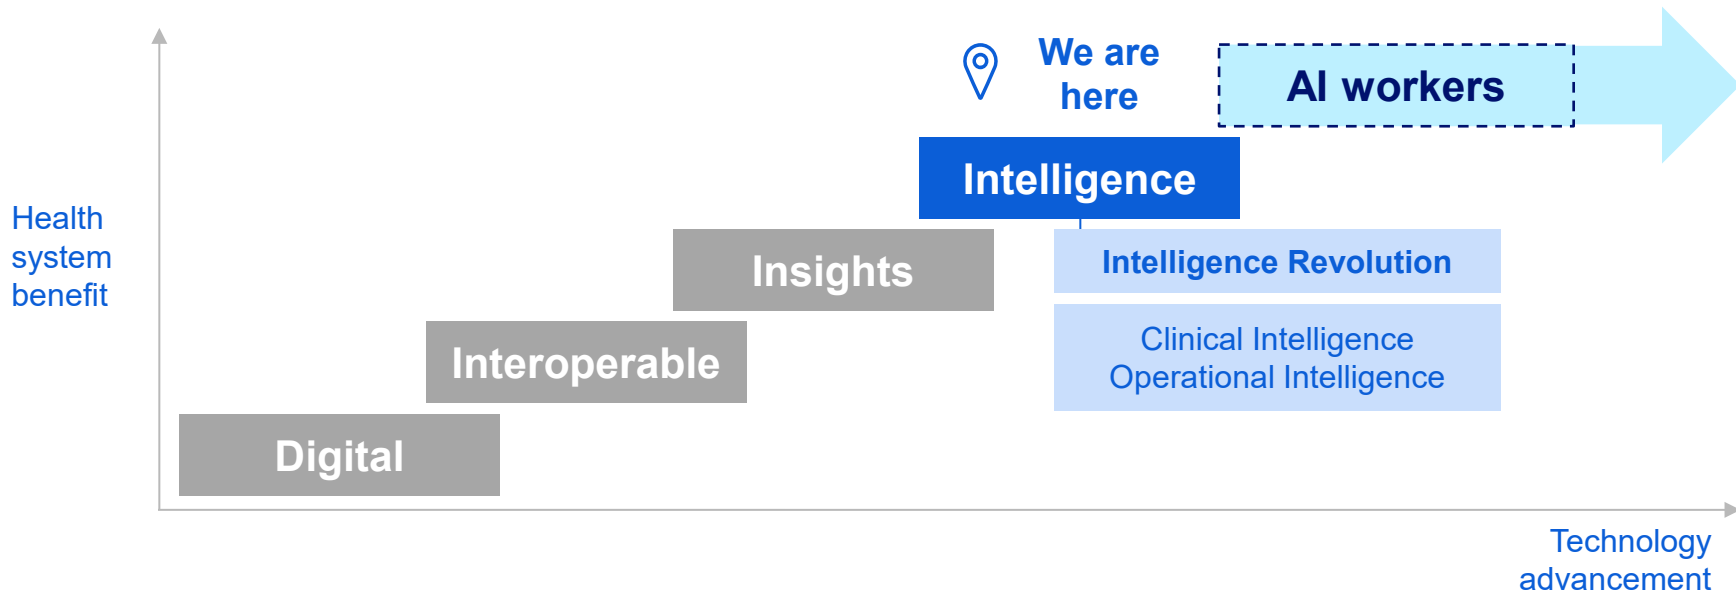 We are
here
AI workers
Intelligence
Health
system
benefit
Insights
Intelligence Revolution
Interoperable
Clinical Intelligence
Operational Intelligence
Digital
Technology
advancement